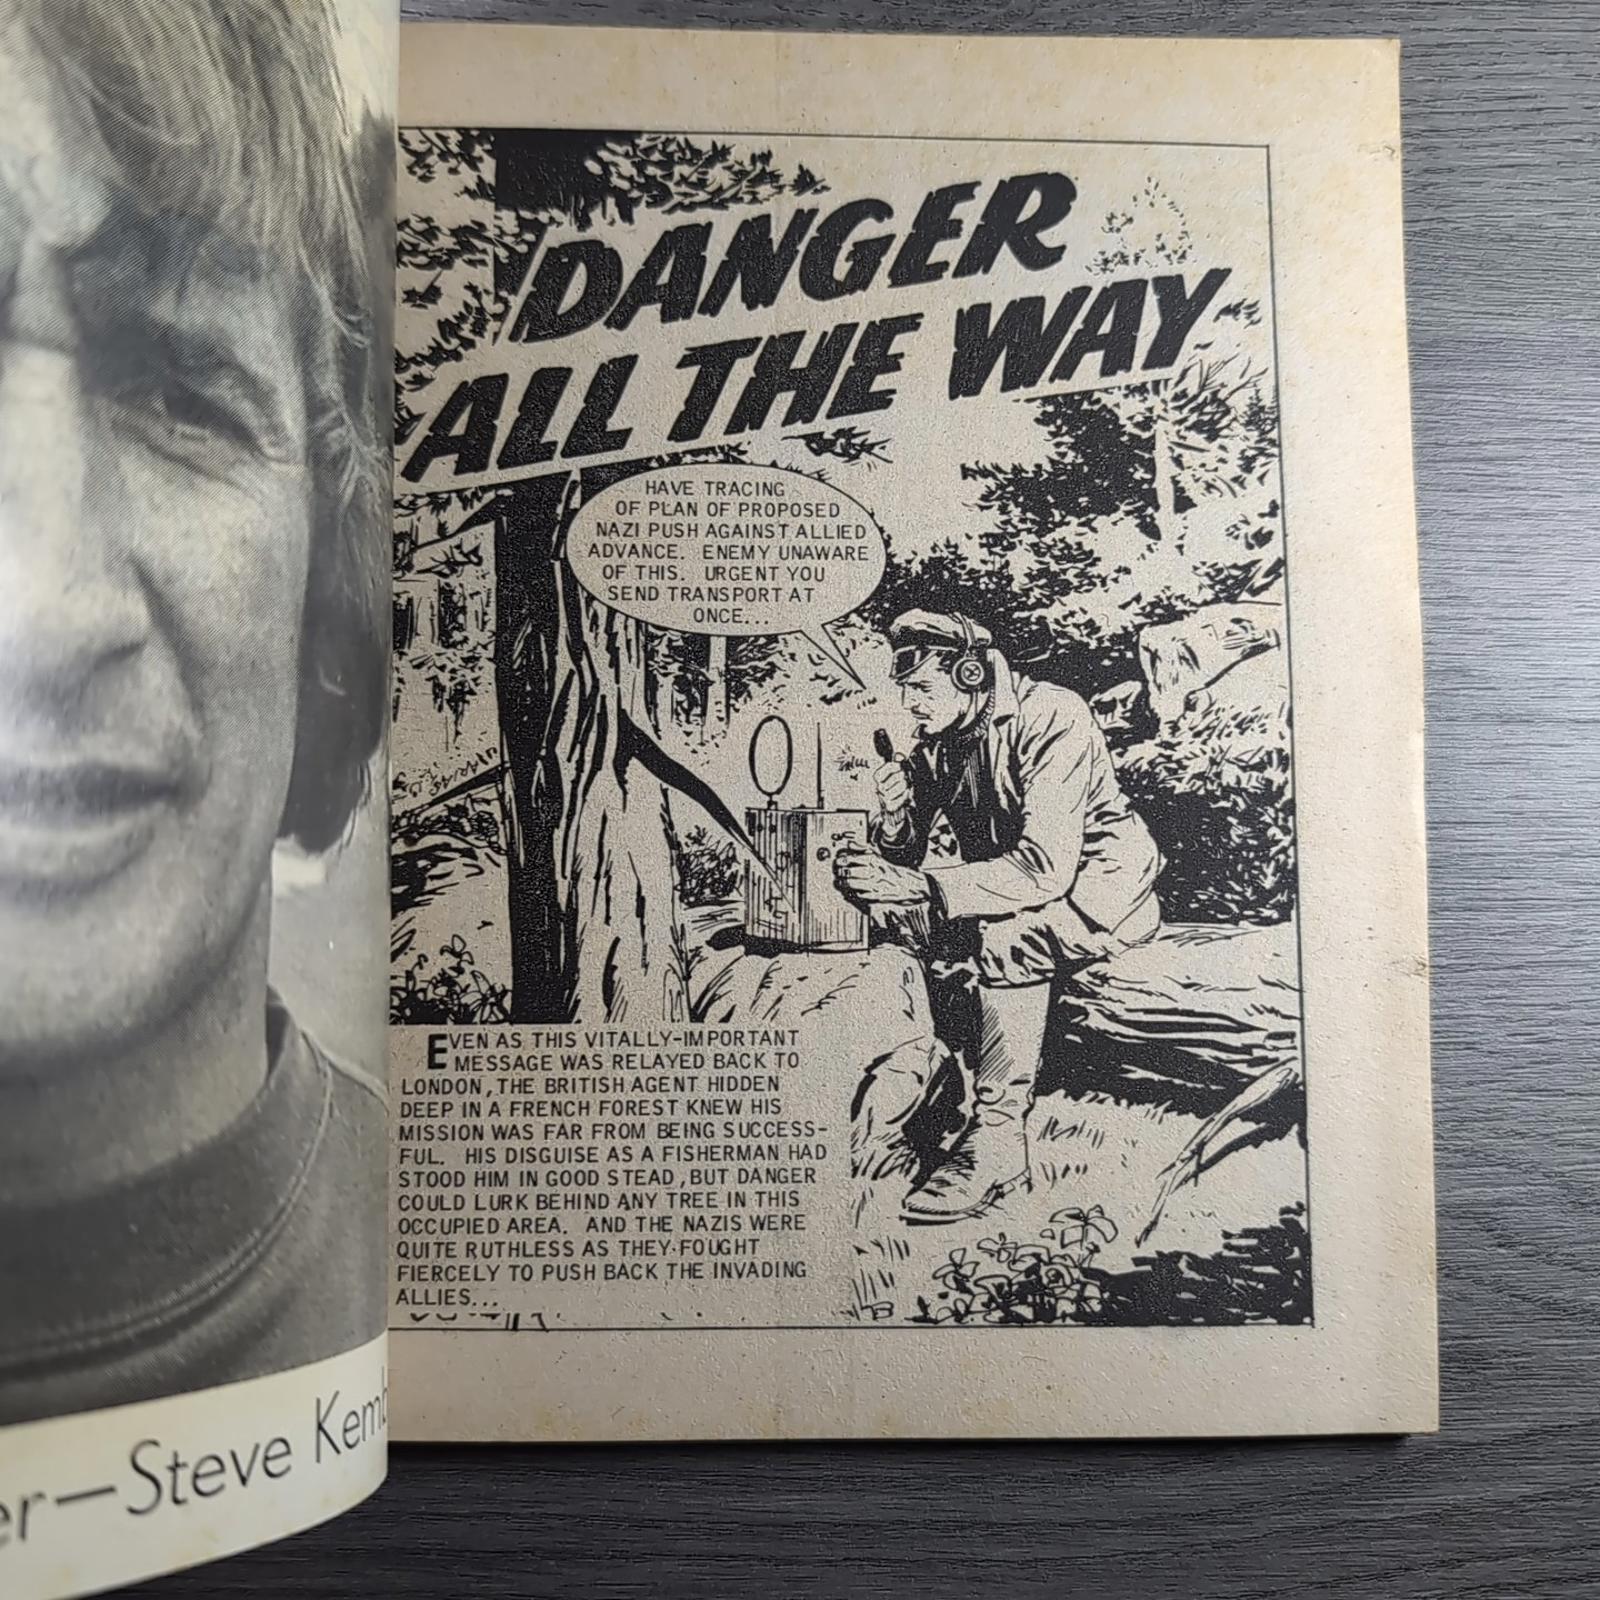 DANGER
ALL THE WAY
HAVE TRACING
OF PLAN OF PROPOSED
NAZI PUSH AGAINST ALLIED
ADVANCE. ENEMY UNAWARE
OF THIS. URGENT YOU
SEND TRANSPORT AT
ONCE...
EVEN AS THIS VITALLY-IMPORTANT
MESSAGE WAS RELAYED BACK TO
LONDON, THE BRITISH AGENT HIDDEN
DEEP IN A FRENCH FOREST KNEW HIS
MISSION WAS FAR FROM BEING SUCCESS-
FUL. HIS DISGUISE AS A FISHERMAN HAD
STOOD HIM IN GOOD STEAD, BUT DANGER
COULD LURK BEHIND ANY TREE IN THIS
OCCUPIED AREA. AND THE NAZIS WERE
QUITE RUTHLESS AS THEY FOUGHT
FIERCELY TO PUSH BACK THE INVADING
ALLIES...
er—Steve Kemb